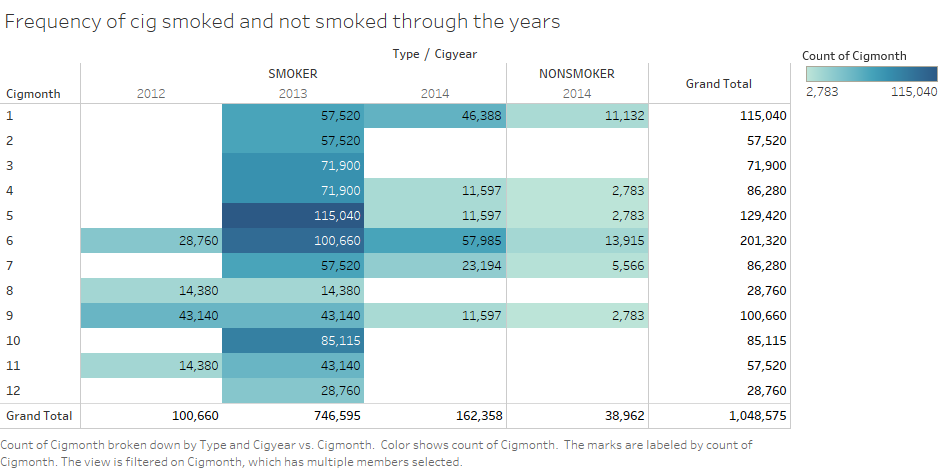 Frequency of cig smoked and not smoked through the years
Type / Cigyear
Count of Cigmonth
SMOKER NONSMOKER
Grand Total
Cigmonth 2012 2013 2014 2014
2,783 115,040
1 57,520 46,388 11,132 115,040
2 57,520 57,520
3 71,900 71,900
4 71,900 11,597 2,783 86,280
5 115,040 11,597 2,783 129,420
6 28,760 100,660 57,985 13,915 201,320
7 57,520 23,194 5,566 86,280
8 14,380 14,380 28,760
9 43,140 43,140 11,597 2,783 100,660
10 85,115 85,115
11 14,380 43,140 57,520
12 28,760 28,760
Grand Total 100,660 746,595 162,358 38,962 1,048,575
Count of Cigmonth broken down by Type and Cigyear vs. Cigmonth.  Color shows count of Cigmonth.  The marks are labeled by count of
Cigmonth. The view is filtered on Cigmonth, which has multiple members selected.